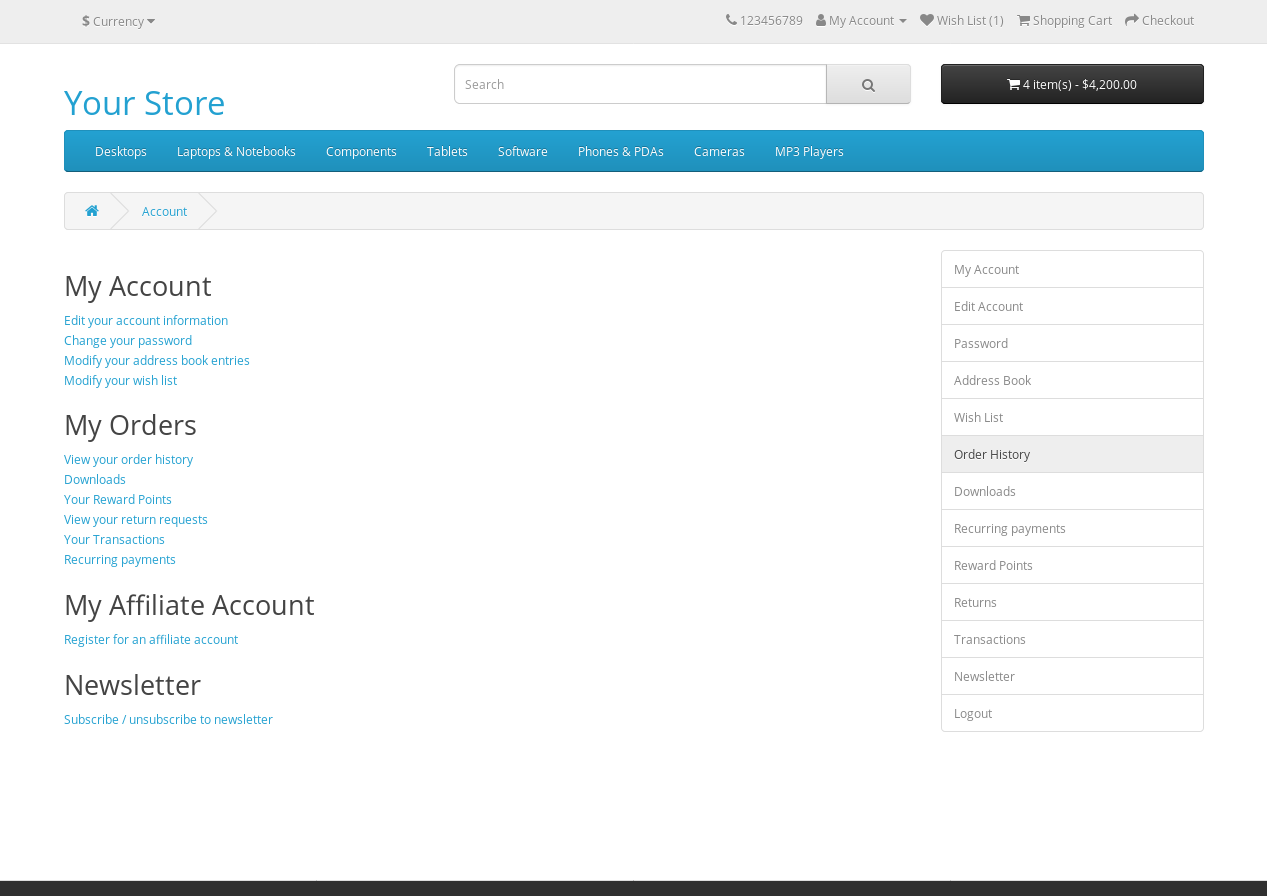 $ Currency
123456789 My Account Wish List (1) Shopping Cart Checkout
Your Store
Search
4 item(s) - $4,200.00
Desktops Laptops & Notebooks Components Tablets Software Phones & PDAs Cameras MP3 Players
Account
My Account
Edit your account information
Change your password
Modify your address book entries
Modify your wish list
My Orders
View your order history
Downloads
Your Reward Points
View your return requests
Your Transactions
Recurring payments
My Affiliate Account
Register for an affiliate account
Newsletter
Subscribe / unsubscribe to newsletter
My Account
Edit Account
Password
Address Book
Wish List
Order History
Downloads
Recurring payments
Reward Points
Returns
Transactions
Newsletter
Logout